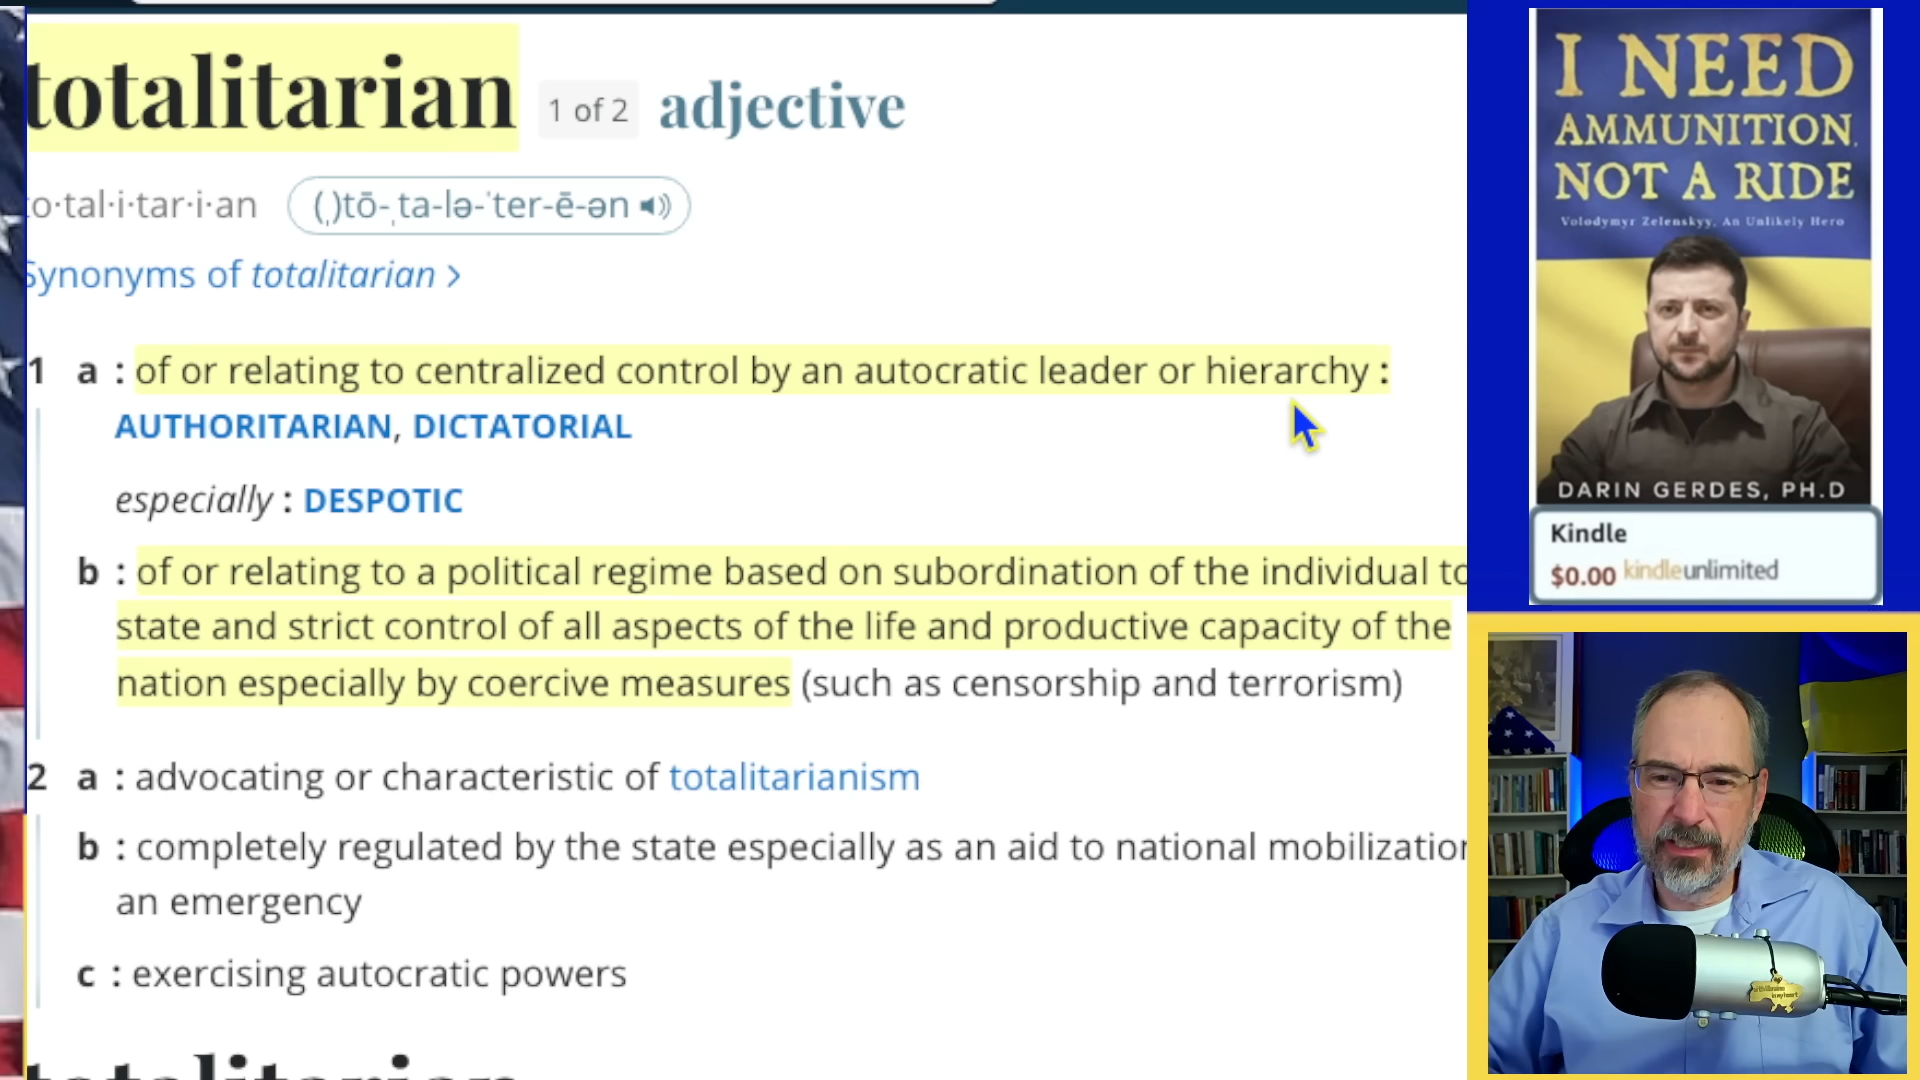 totalitarian 1 of 2 adjective
to·tal·i·tar·i·an (ˌ)tō-ˌta-lə-ˈter-ē-ən
Synonyms of totalitarian >
1 a : of or relating to centralized control by an autocratic leader or hierarchy :
AUTHORITARIAN, DICTATORIAL
especially : DESPOTIC
b : of or relating to a political regime based on subordination of the individual to
state and strict control of all aspects of the life and productive capacity of the
nation especially by coercive measures (such as censorship and terrorism)
2 a : advocating or characteristic of totalitarianism
b : completely regulated by the state especially as an aid to national mobilization
an emergency
c : exercising autocratic powers
totalitarian
I NEED
AMMUNITION,
NOT A RIDE
Volodymyr Zelenskyy, An Unlikely Hero
DARIN GERDES, PH.D
Kindle
$0.00 kindleunlimited